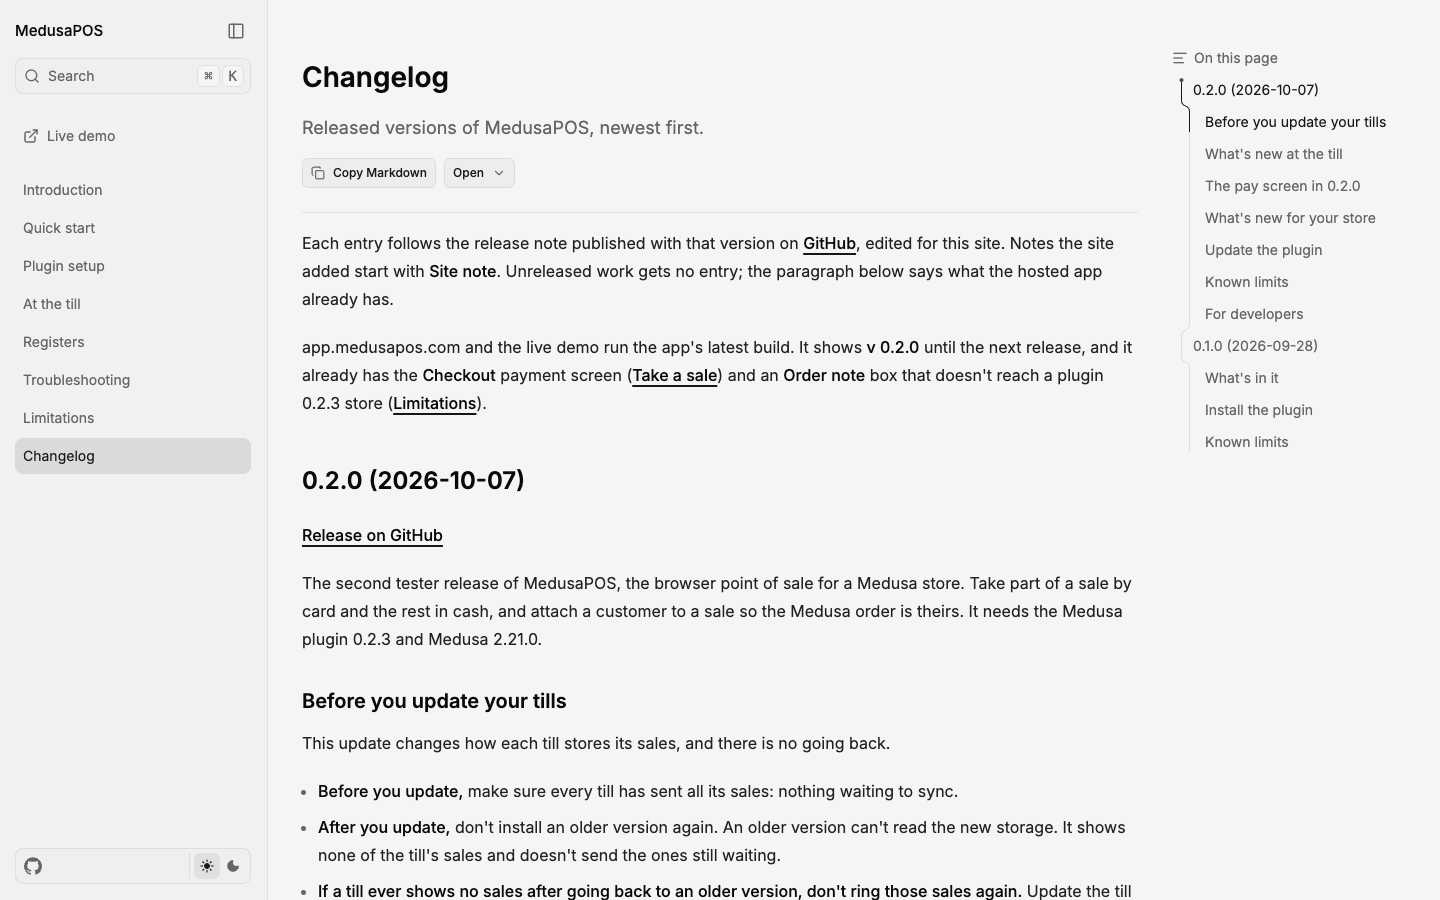 MedusaPOS
Search
⌘ K
Live demo
Introduction
Quick start
Plugin setup
At the till
Registers
Troubleshooting
Limitations
Changelog
Changelog
Released versions of MedusaPOS, newest first.
Copy Markdown
Open
Each entry follows the release note published with that version on GitHub, edited for this site. Notes the site
added start with Site note. Unreleased work gets no entry; the paragraph below says what the hosted app
already has.
app.medusapos.com and the live demo run the app's latest build. It shows v 0.2.0 until the next release, and it
already has the Checkout payment screen (Take a sale) and an Order note box that doesn't reach a plugin
0.2.3 store (Limitations).
0.2.0 (2026-10-07)
Release on GitHub
The second tester release of MedusaPOS, the browser point of sale for a Medusa store. Take part of a sale by
card and the rest in cash, and attach a customer to a sale so the Medusa order is theirs. It needs the Medusa
plugin 0.2.3 and Medusa 2.21.0.
Before you update your tills
This update changes how each till stores its sales, and there is no going back.
Before you update, make sure every till has sent all its sales: nothing waiting to sync.
After you update, don't install an older version again. An older version can't read the new storage. It shows
none of the till's sales and doesn't send the ones still waiting.
If a till ever shows no sales after going back to an older version, don't ring those sales again. Update the till
On this page
0.2.0 (2026-10-07)
Before you update your tills
What's new at the till
The pay screen in 0.2.0
What's new for your store
Update the plugin
Known limits
For developers
0.1.0 (2026-09-28)
What's in it
Install the plugin
Known limits